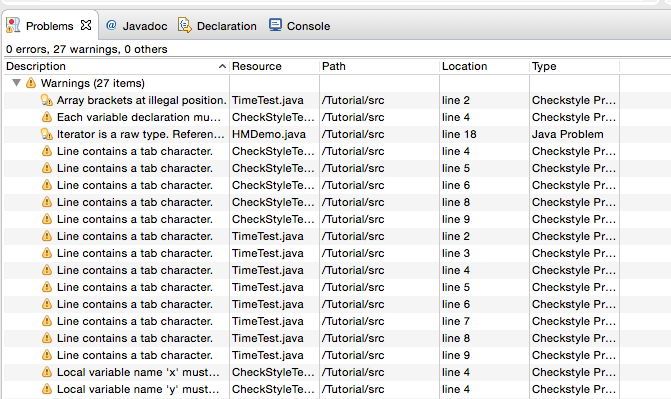 Problems @ Javadoc Declaration Console
0 errors, 27 warnings, 0 others
Description Resource Path Location Type
Warnings (27 items)
Array brackets at illegal position. TimeTest.java /Tutorial/src line 2 Checkstyle Pr...
Each variable declaration mu... CheckStyleTe... /Tutorial/src line 4 Checkstyle Pr...
Iterator is a raw type. Referen... HMDemo.java /Tutorial/src line 18 Java Problem
Line contains a tab character. CheckStyleTe... /Tutorial/src line 4 Checkstyle Pr...
Line contains a tab character. CheckStyleTe... /Tutorial/src line 5 Checkstyle Pr...
Line contains a tab character. CheckStyleTe... /Tutorial/src line 6 Checkstyle Pr...
Line contains a tab character. CheckStyleTe... /Tutorial/src line 8 Checkstyle Pr...
Line contains a tab character. CheckStyleTe... /Tutorial/src line 9 Checkstyle Pr...
Line contains a tab character. TimeTest.java /Tutorial/src line 2 Checkstyle Pr...
Line contains a tab character. TimeTest.java /Tutorial/src line 3 Checkstyle Pr...
Line contains a tab character. TimeTest.java /Tutorial/src line 4 Checkstyle Pr...
Line contains a tab character. TimeTest.java /Tutorial/src line 5 Checkstyle Pr...
Line contains a tab character. TimeTest.java /Tutorial/src line 6 Checkstyle Pr...
Line contains a tab character. TimeTest.java /Tutorial/src line 7 Checkstyle Pr...
Line contains a tab character. TimeTest.java /Tutorial/src line 8 Checkstyle Pr...
Line contains a tab character. TimeTest.java /Tutorial/src line 9 Checkstyle Pr...
Local variable name 'x' must... CheckStyleTe... /Tutorial/src line 4 Checkstyle Pr...
Local variable name 'y' must... CheckStyleTe... /Tutorial/src line 4 Checkstyle Pr...